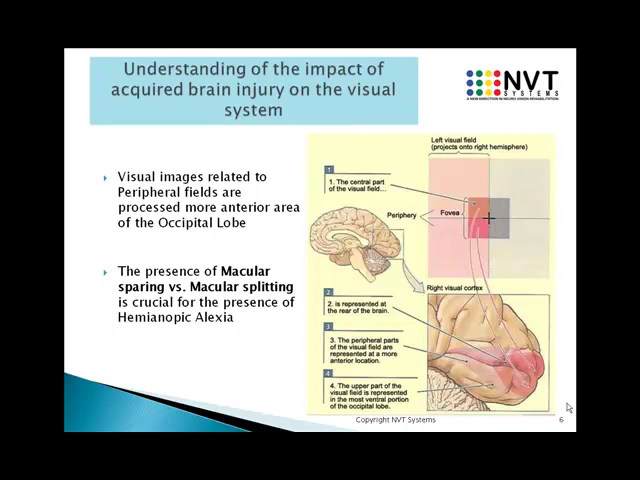 Understanding of the impact of
acquired brain injury on the visual
system
NVT
SYSTEMS
A NEW DIRECTION IN NEURO VISION REHABILITATION
Visual images related to
Peripheral fields are
processed more anterior area
of the Occipital Lobe
The presence of Macular
sparing vs. Macular splitting
is crucial for the presence of
Hemianopic Alexia
Left visual field
(projects onto right hemisphere)
1
1. The central part
of the visual field...
Periphery
Fovea
Right visual cortex
2
2. is represented at
the rear of the brain.
3
3. The peripheral parts
of the visual field are
represented at a more
anterior location.
4
4. The upper part of the
visual field is represented
in the most ventral portion
of the occipital lobe.
Copyright NVT Systems
6